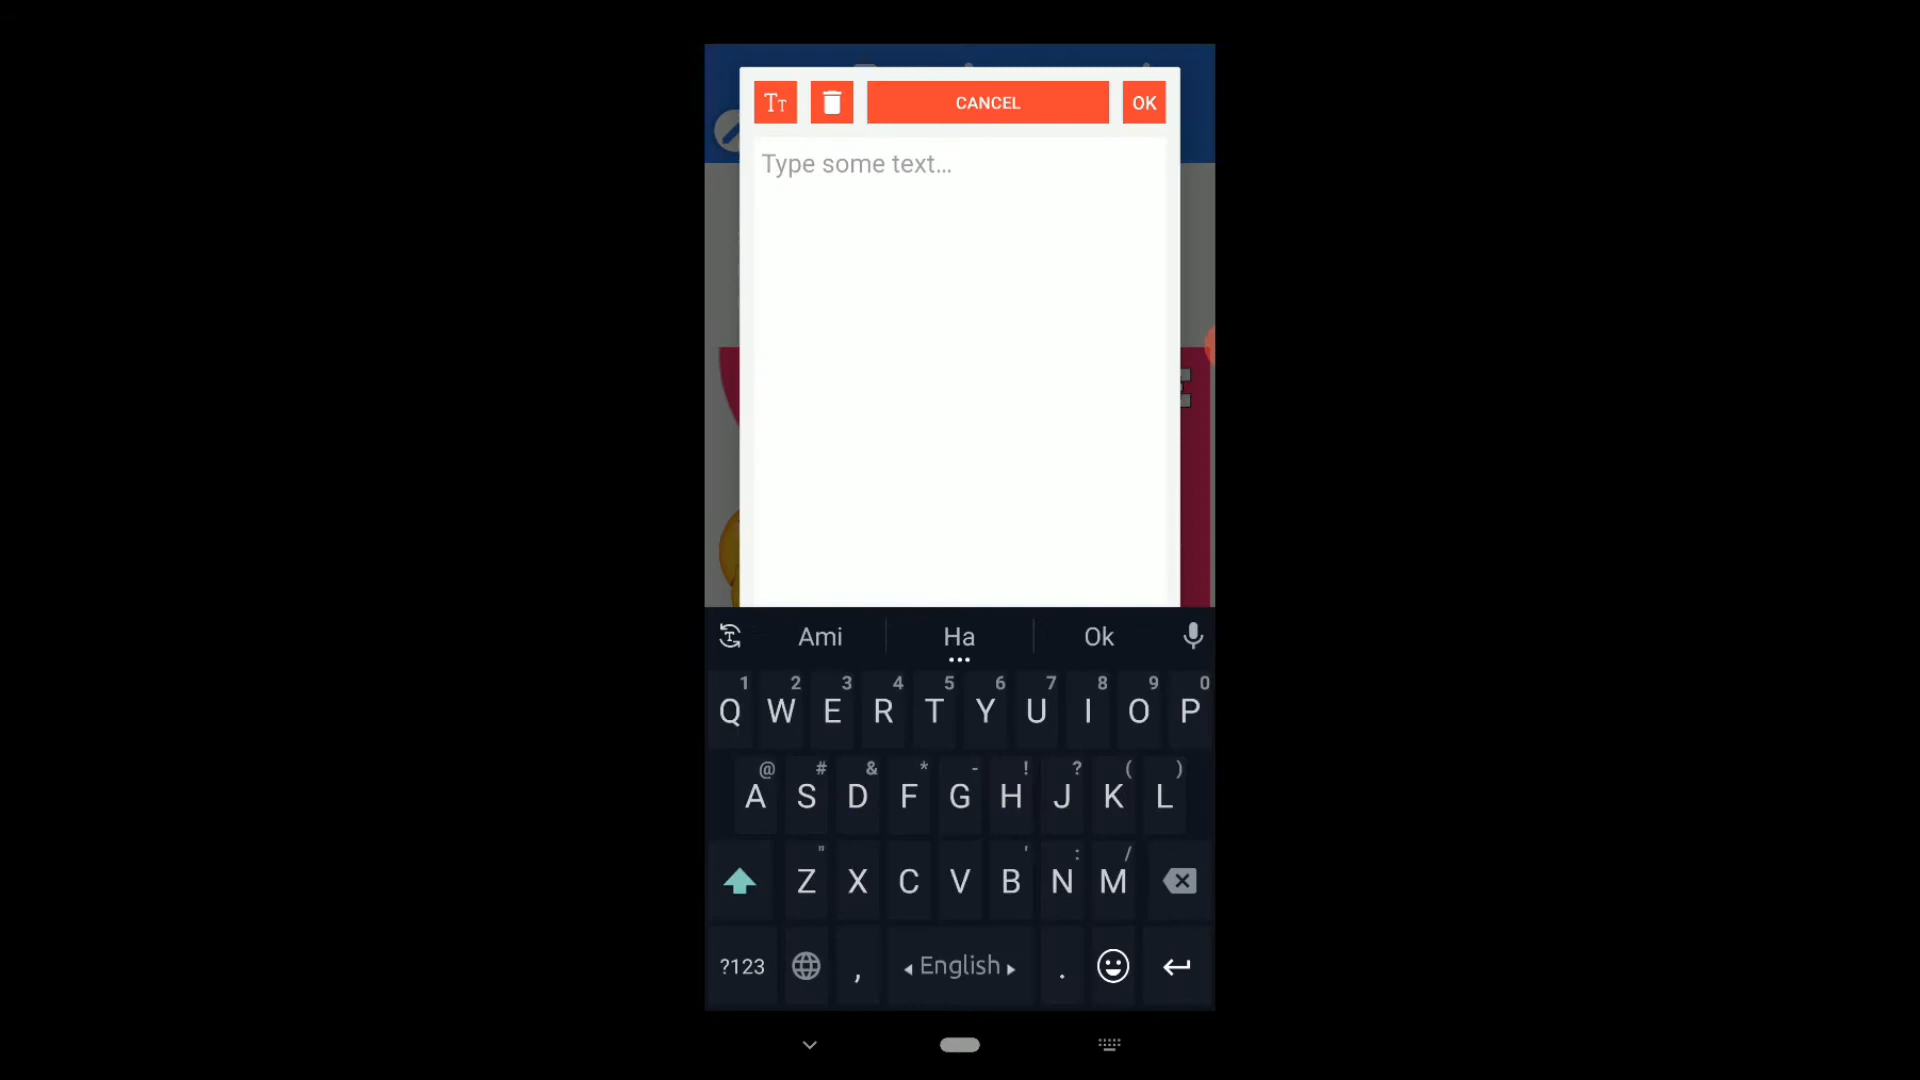 TT CANCEL OK
Type some text...
Ami Ha Ok
1 2 3 4 5 6 7 8 9 0
Q W E R T Y U I O P
@ # & * - ! ? ( )
A S D F G H J K L
" ' : /
Z X C V B N M
?123 , English .